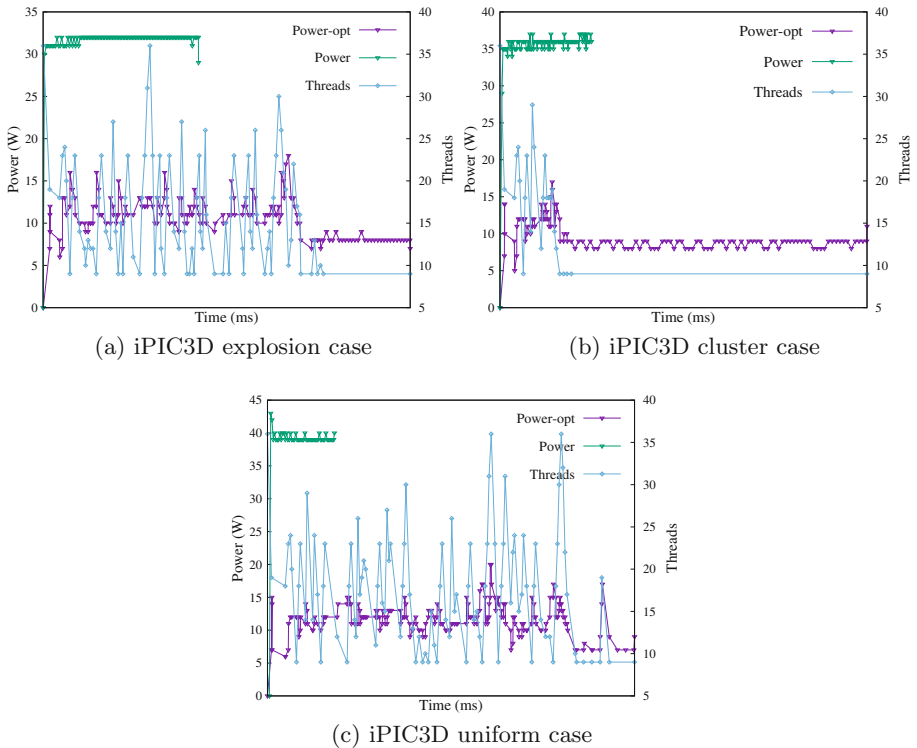 35
30
25
20
15
10
5
0
40
35
30
25
20
15
10
5
Power (W)
Threads
Time (ms)
Power-opt
Power
Threads
(a) iPIC3D explosion case
40
35
30
25
20
15
10
5
0
40
35
30
25
20
15
10
5
Power (W)
Threads
Time (ms)
Power-opt
Power
Threads
(b) iPIC3D cluster case
45
40
35
30
25
20
15
10
5
0
40
35
30
25
20
15
10
5
Power (W)
Threads
Time (ms)
Power-opt
Power
Threads
(c) iPIC3D uniform case